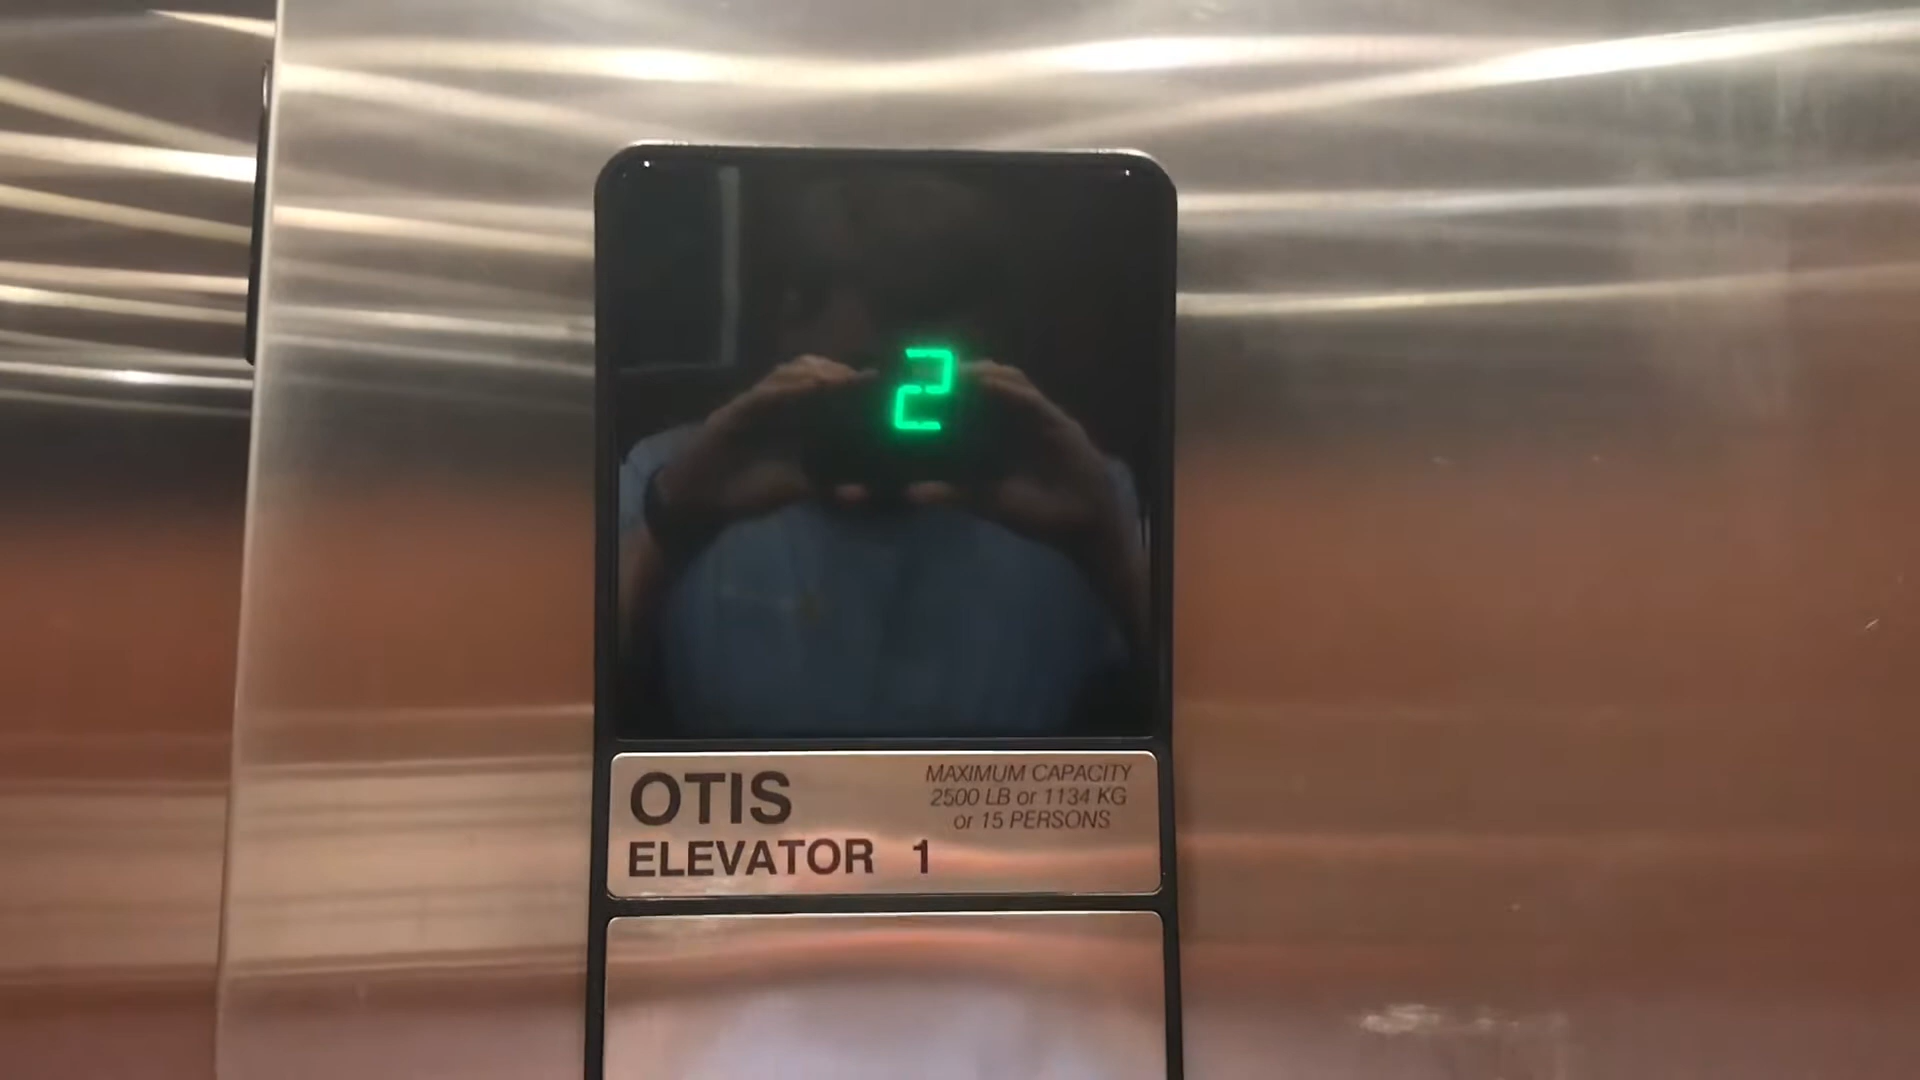 2
OTIS
ELEVATOR 1
MAXIMUM CAPACITY
2500 LB or 1134 KG
or 15 PERSONS